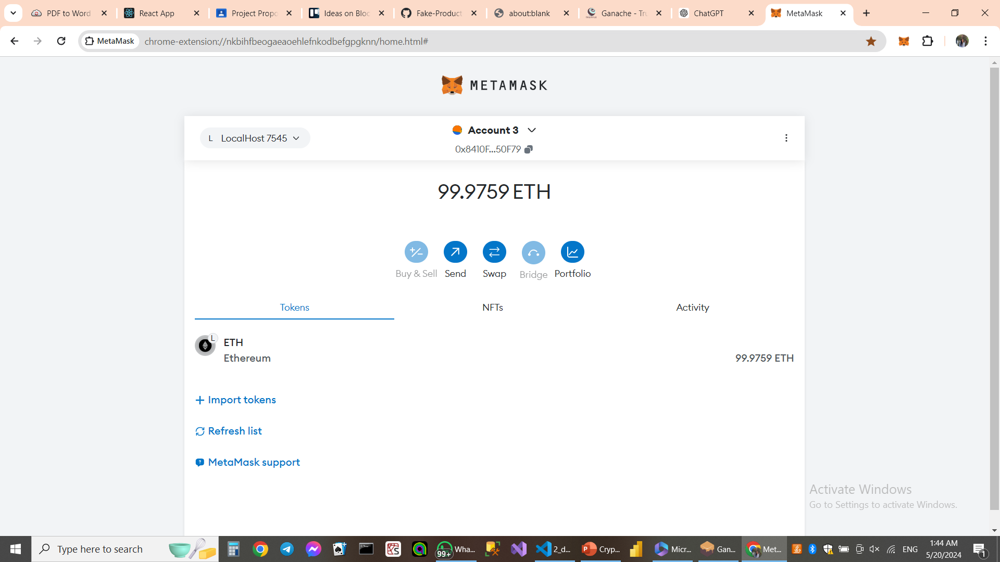 PDF to Word
React App
Project Propo
Ideas on Bloc
Fake-Product
about:blank
Ganache - Tru
ChatGPT
MetaMask
MetaMask
chrome-extension://nkbihfbeogaeaoehlefnkodbefgpgknn/home.html#
METAMASK
L LocalHost 7545
Account 3
0x8410F...50F79
99.9759 ETH
Buy & Sell
Send
Swap
Bridge
Portfolio
Tokens
NFTs
Activity
L
ETH
Ethereum
99.9759 ETH
Import tokens
Refresh list
MetaMask support
Activate Windows
Go to Settings to activate Windows.
Type here to search
99+
Wha...
2_d...
Cryp...
Micr...
Gan...
Met...
ENG
1:44 AM
5/20/2024
1